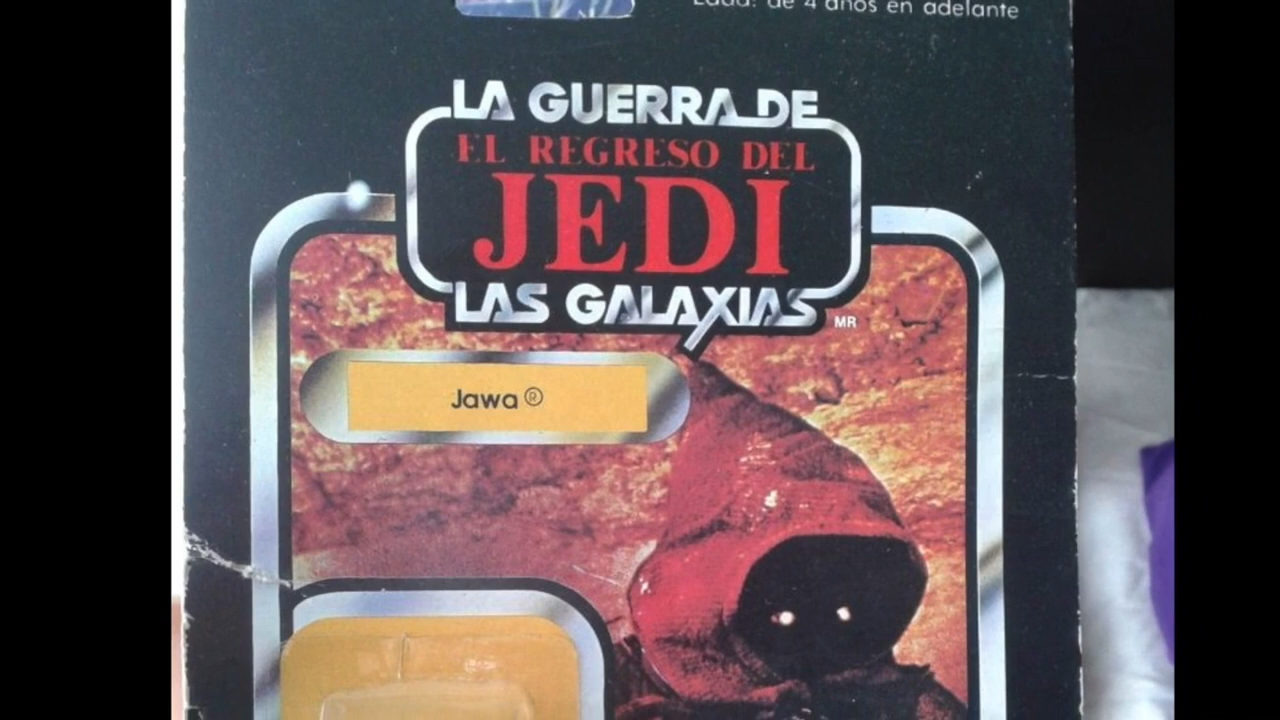 Edad: de 4 años en adelante
LA GUERRA DE
EL REGRESO DEL
JEDI
LAS GALAXIAS
MR
Jawa®